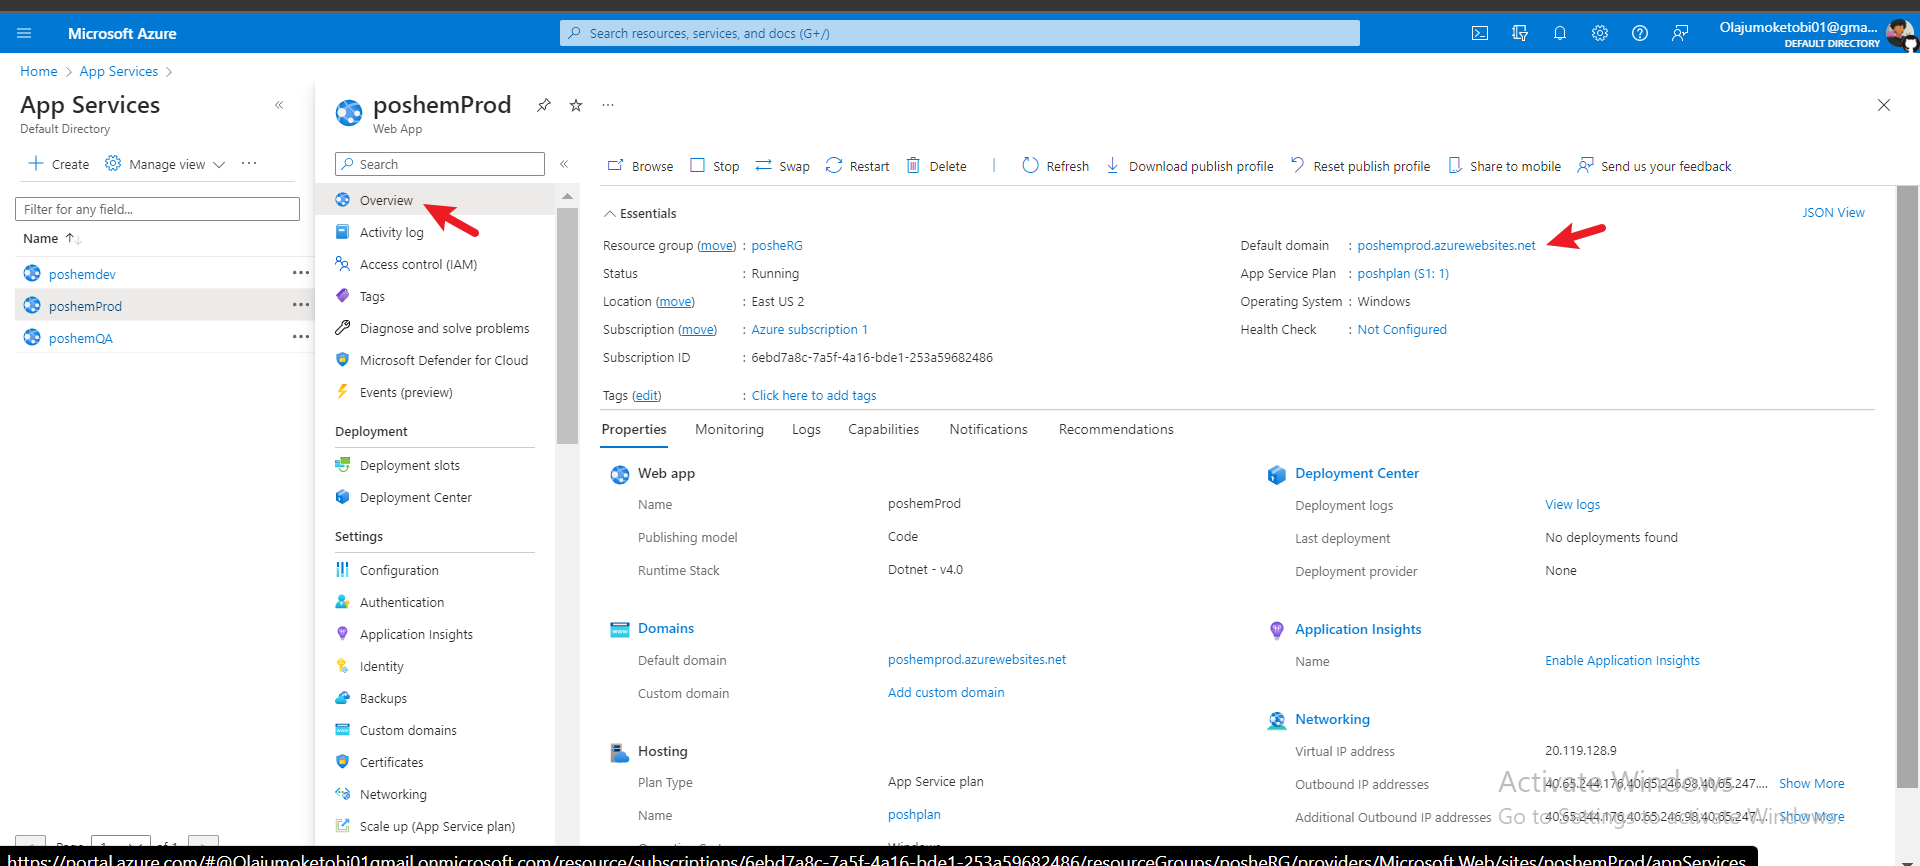 Microsoft Azure
Search resources, services, and docs (G+/)
Olajumoketobi01@gma...
DEFAULT DIRECTORY
Home > App Services >
App Services
Default Directory
Create
Manage view
Filter for any field...
Name
poshemdev
poshemProd
poshemQA
Page 1 of 1
poshemProd
Web App
Search
Overview
Activity log
Access control (IAM)
Tags
Diagnose and solve problems
Microsoft Defender for Cloud
Events (preview)
Deployment
Deployment slots
Deployment Center
Settings
Configuration
Authentication
Application Insights
Identity
Backups
Custom domains
Certificates
Networking
Scale up (App Service plan)
Browse Stop Swap Restart Delete Refresh Download publish profile Reset publish profile Share to mobile Send us your feedback
Essentials
JSON View
Resource group (move) : posheRG
Status : Running
Location (move) : East US 2
Subscription (move) : Azure subscription 1
Subscription ID : 6ebd7a8c-7a5f-4a16-bde1-253a59682486
Tags (edit) : Click here to add tags
Default domain : poshemprod.azurewebsites.net
App Service Plan : poshplan (S1: 1)
Operating System : Windows
Health Check : Not Configured
Properties Monitoring Logs Capabilities Notifications Recommendations
Web app
Name poshemProd
Publishing model Code
Runtime Stack Dotnet - v4.0
Domains
Default domain poshemprod.azurewebsites.net
Custom domain Add custom domain
Hosting
Plan Type App Service plan
Name poshplan
Deployment Center
Deployment logs View logs
Last deployment No deployments found
Deployment provider None
Application Insights
Name Enable Application Insights
Networking
Virtual IP address 20.119.128.9
Outbound IP addresses 40.65.244.176,40.65.246.98,40.65.247.... Show More
Additional Outbound IP addresses 40.65.244.176,40.65.246.98,40.65.247... Show More
Activate Windows
Go to Settings to activate Windows.
https://portal.azure.com/#@Olajumoketobi01gmail.onmicrosoft.com/resource/subscriptions/6ebd7a8c-7a5f-4a16-bde1-253a59682486/resourceGroups/posheRG/providers/Microsoft.Web/sites/poshemProd/appServices